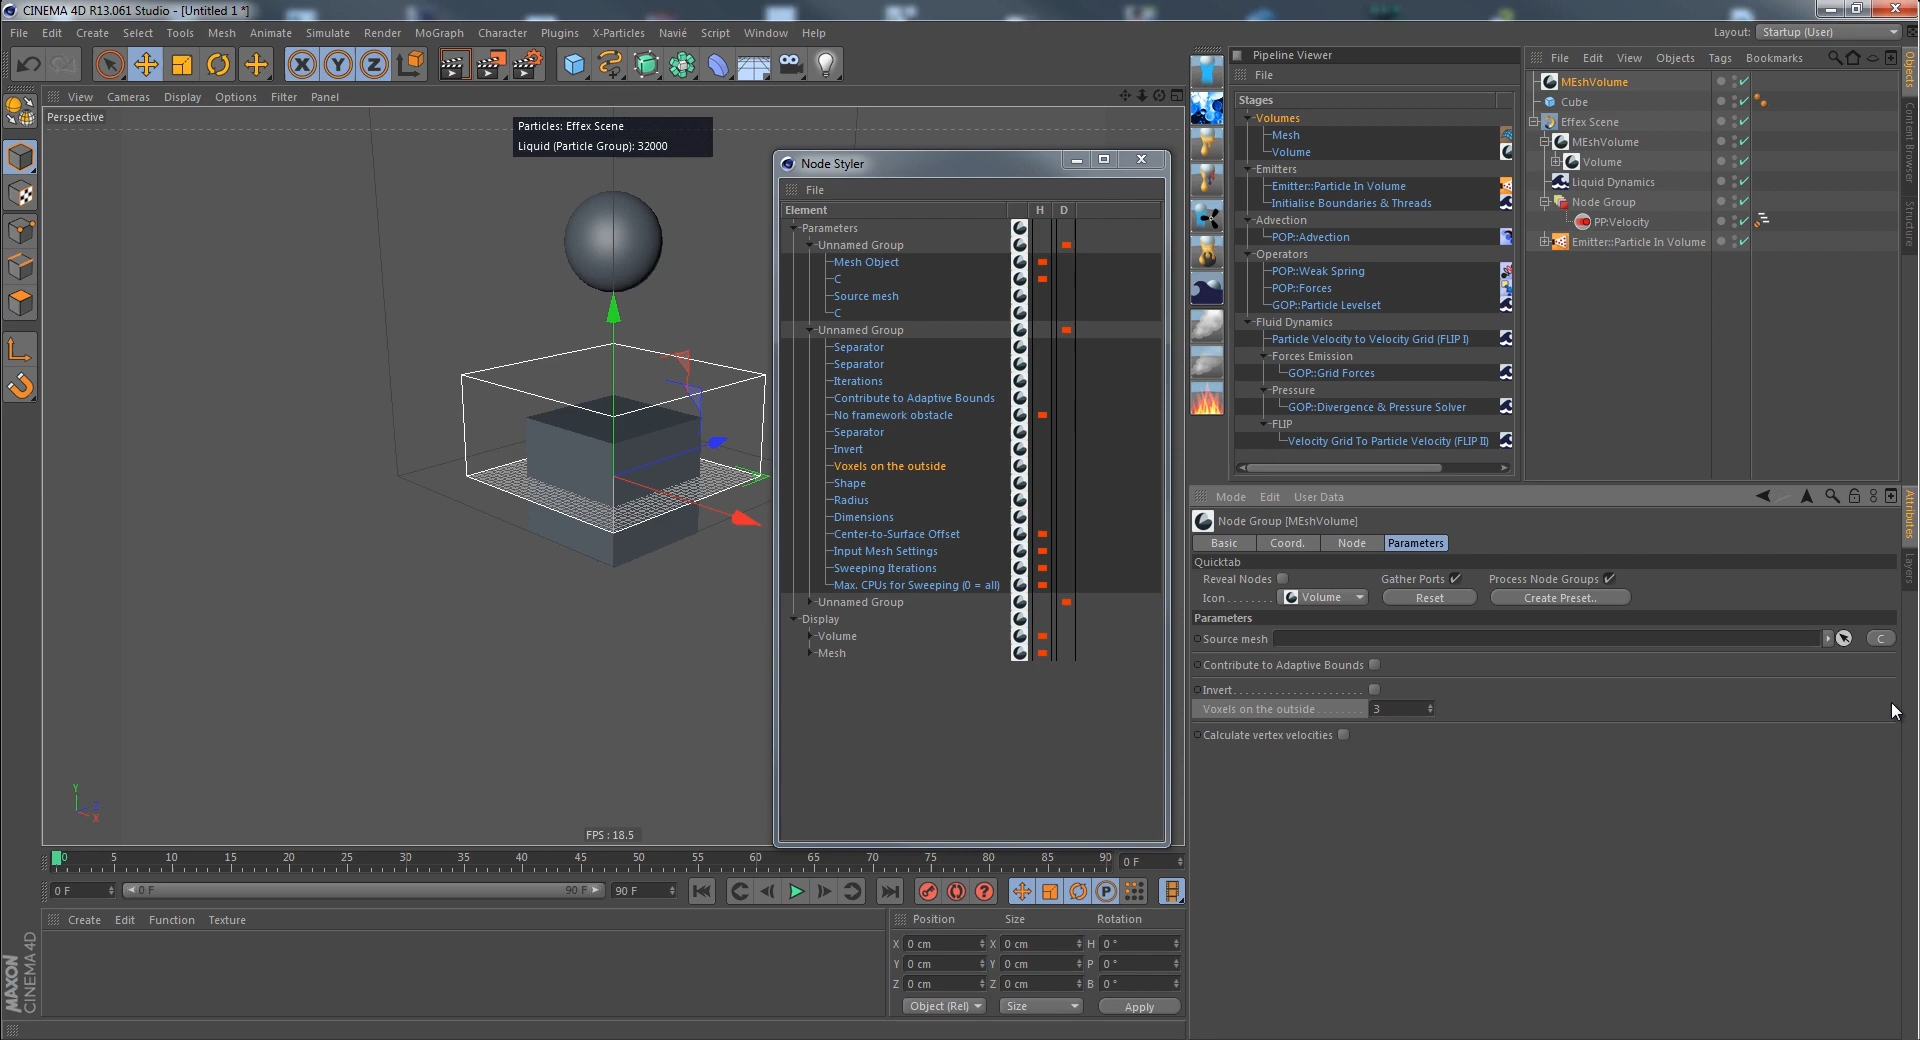 CINEMA 4D R13.061 Studio - [Untitled 1 *]
File Edit Create Select Tools Mesh Animate Simulate Render MoGraph Character Plugins X-Particles Navié Script Window Help
Layout: Startup (User)
View Cameras Display Options Filter Panel
Perspective
Particles: Effex Scene
Liquid (Particle Group): 32000
FPS : 18.5
Node Styler
File
Element H D
Parameters
Unnamed Group
Mesh Object
C
Source mesh
C
Unnamed Group
Separator
Separator
Iterations
Contribute to Adaptive Bounds
No framework obstacle
Separator
Invert
Voxels on the outside
Shape
Radius
Dimensions
Center-to-Surface Offset
Input Mesh Settings
Sweeping Iterations
Max. CPUs for Sweeping (0 = all)
Unnamed Group
Display
Volume
Mesh
Pipeline Viewer
File
Stages
Volumes
Mesh
Volume
Emitters
Emitter::Particle In Volume
Initialise Boundaries & Threads
Advection
POP::Advection
Operators
POP::Weak Spring
POP::Forces
GOP::Particle Levelset
Fluid Dynamics
Particle Velocity to Velocity Grid (FLIP I)
Forces Emission
GOP::Grid Forces
Pressure
GOP::Divergence & Pressure Solver
FLIP
Velocity Grid To Particle Velocity (FLIP II)
File Edit View Objects Tags Bookmarks
MEshVolume
Cube
Effex Scene
MEshVolume
Volume
Liquid Dynamics
Node Group
PP:Velocity
Emitter::Particle In Volume
Objects
Content Browser
Structure
Mode Edit User Data
Node Group [MEshVolume]
Basic Coord. Node Parameters
Quicktab
Reveal Nodes Gather Ports Process Node Groups
Icon Volume Reset Create Preset..
Parameters
Source mesh C
Contribute to Adaptive Bounds
Invert
Voxels on the outside 3
Calculate vertex velocities
Attributes
Layers
Y
Z
X
0 5 10 15 20 25 30 35 40 45 50 55 60 65 70 75 80 85 90 0 F
0 F 0 F 90 F 90 F
Create Edit Function Texture
Position Size Rotation
X 0 cm X 0 cm H 0 °
Y 0 cm Y 0 cm P 0 °
Z 0 cm Z 0 cm B 0 °
Object (Rel) Size Apply
MAXON
CINEMA 4D